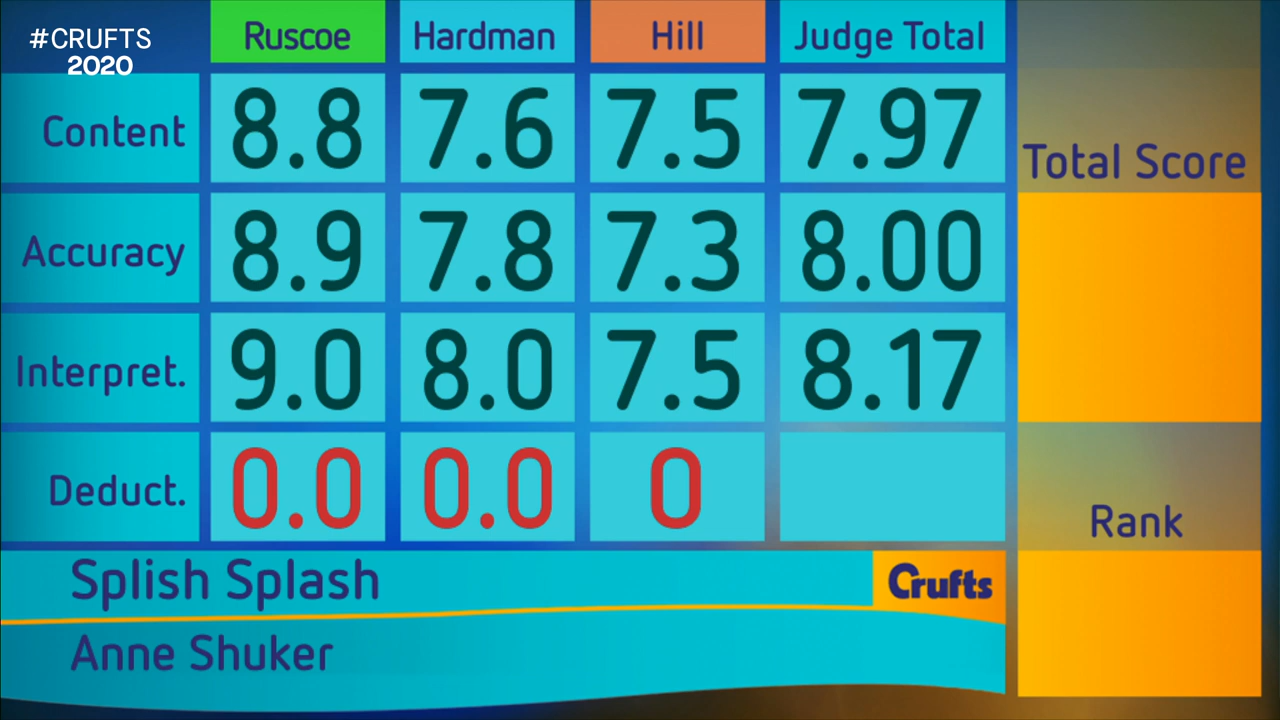 #CRUFTS
2020
Ruscoe Hardman Hill Judge Total
Content 8.8 7.6 7.5 7.97
Total Score
Accuracy 8.9 7.8 7.3 8.00
Interpret. 9.0 8.0 7.5 8.17
Deduct. 0.0 0.0 0
Rank
Splish Splash
Crufts
Anne Shuker